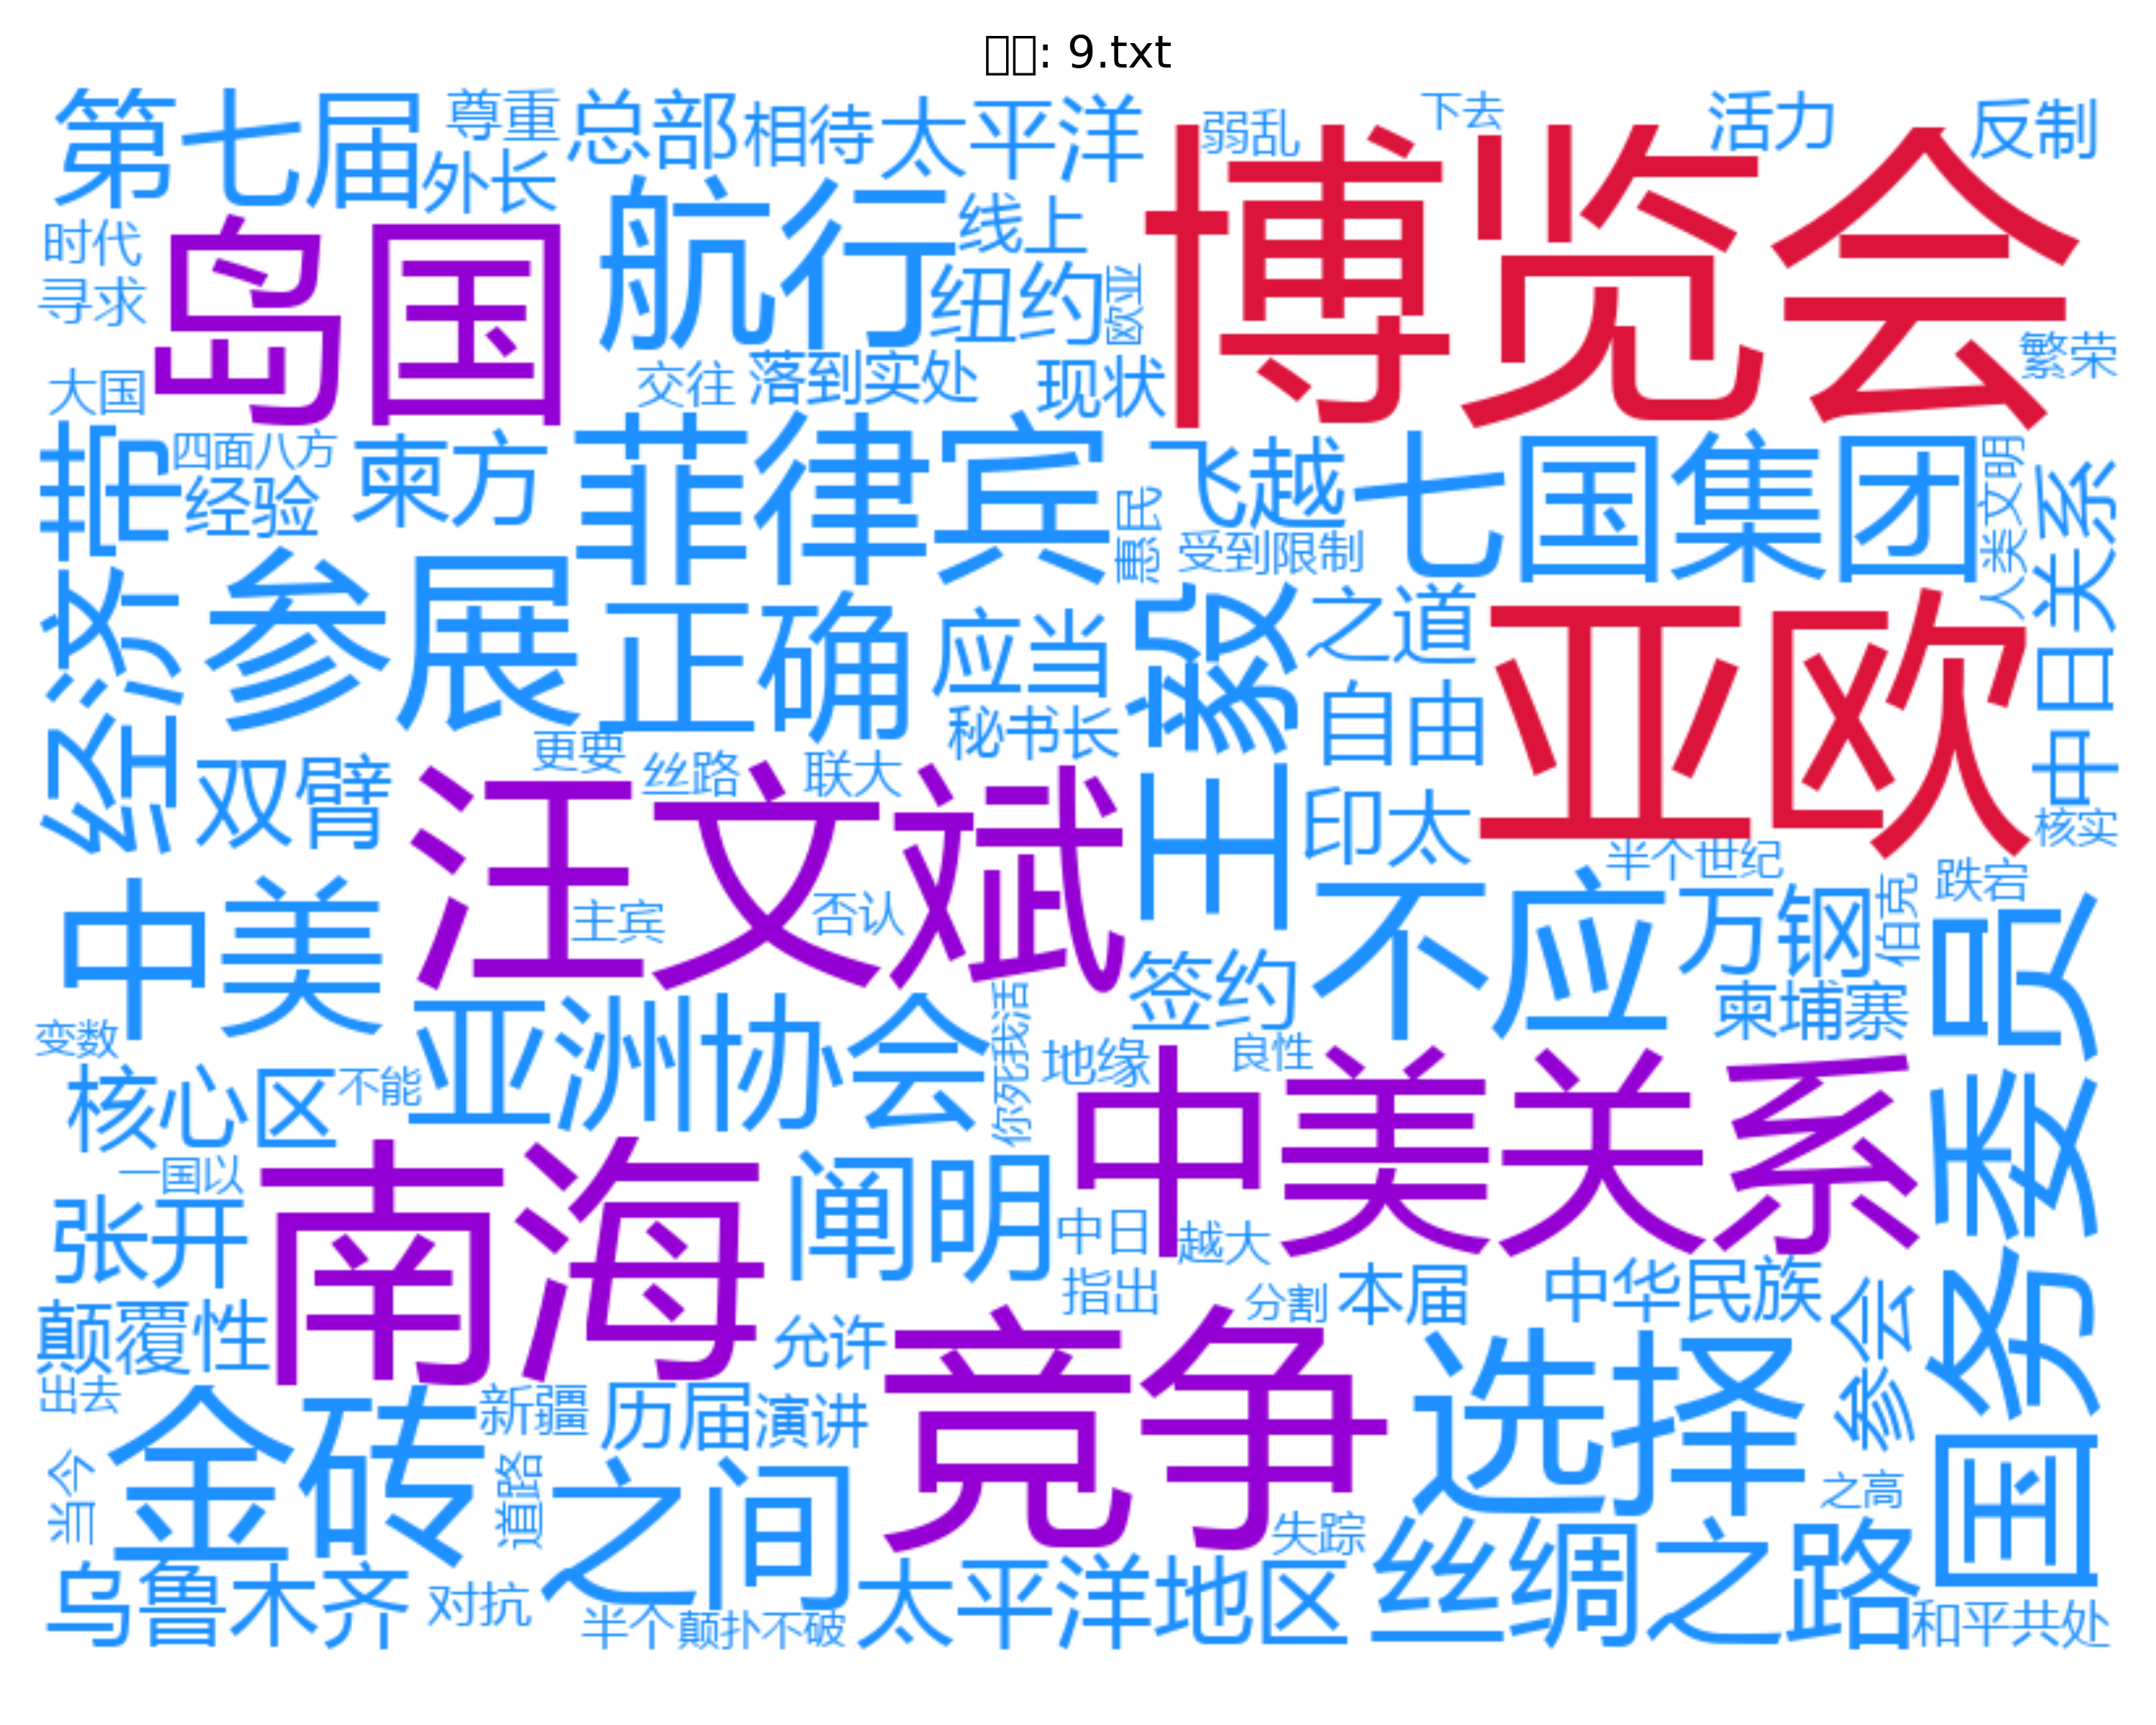 : 9.txt
第七届
尊重
总部
相待
太平洋
弱乱
下去
活力
反制
外长
博览会
时代
岛国
航行
线上
寻求
纽约
欧亚
繁荣
大国
交往
落到实处
现状
四面八方
柬方
菲律宾
飞越
七国集团
人类文明
中日关系
经验
惠民
受到限制
经济
参展
正确
应当
之道
亚欧
自由
秘书长
更要
丝路
联大
双臂
汪文斌
印太
核实
半个世纪
跌宕
中美
主宾
否认
王
不应
万钢
伯克
国务委员
签约
柬埔寨
变数
亚洲协会
你死我活
地缘
良性
核心区
不能
中美关系
一国以
南海
阐明
张开
中日
越大
指出
分割
本届
中华民族
参会
颠覆性
允许
竞争
选择
出去
金砖
新疆
历届
演讲
当今
道路
之间
之高
失踪
丝绸之路
乌鲁木齐
对抗
半个
颠扑不破
太平洋地区
和平共处